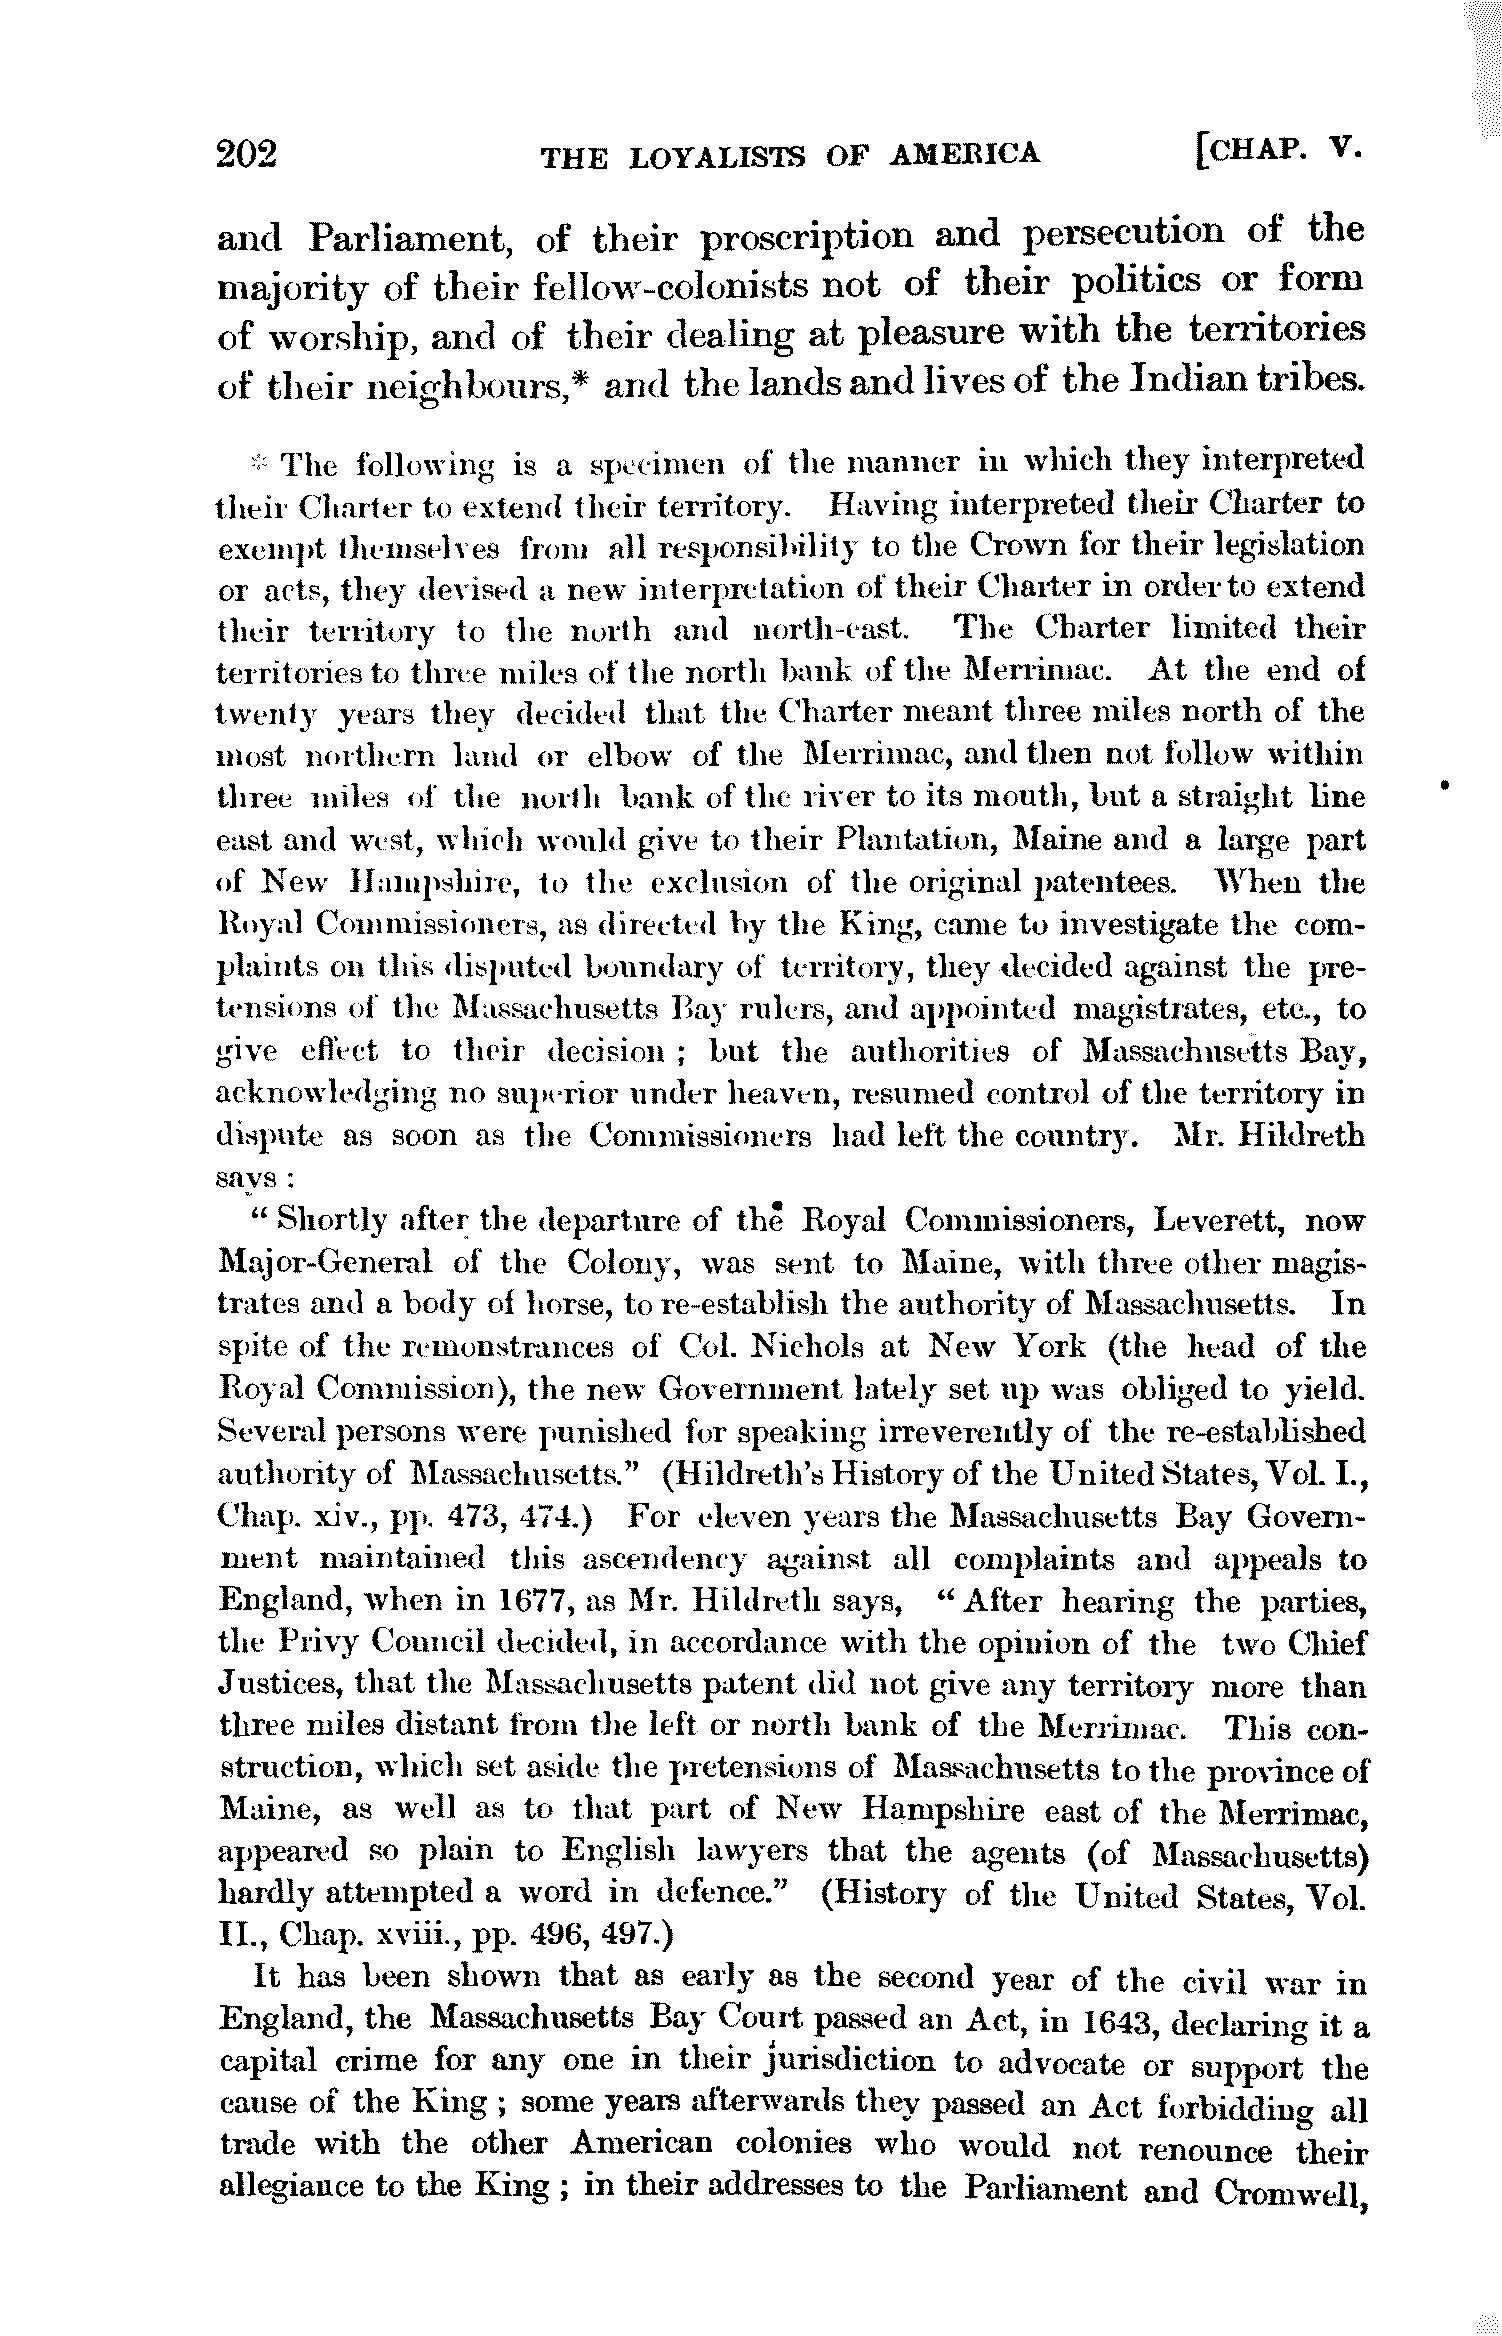 202 THE LOYALISTS OF AMERICA [CHAP. V.
and Parliament, of their proscription and persecution of the
majority of their fellow-colonists not of their politics or form
of worship, and of their dealing at pleasure with the territories
of their neighbours,* and the lands and lives of the Indian tribes.
* The following is a specimen of the manner in which they interpreted
their Charter to extend their territory. Having interpreted their Charter to
exempt themselves from all responsibility to the Crown for their legislation
or acts, they devised a new interpretation of their Charter in order to extend
their territory to the north and north-east. The Charter limited their
territories to three miles of the north bank of the Merrimac. At the end of
twenty years they decided that the Charter meant three miles north of the
most northern land or elbow of the Merrimac, and then not follow within
three miles of the north bank of the river to its mouth, but a straight line
east and west, which would give to their Plantation, Maine and a large part
of New Hampshire, to the exclusion of the original patentees. When the
Royal Commissioners, as directed by the King, came to investigate the com-
plaints on this disputed boundary of territory, they decided against the pre-
tensions of the Massachusetts Bay rulers, and appointed magistrates, etc., to
give effect to their decision ; but the authorities of Massachusetts Bay,
acknowledging no superior under heaven, resumed control of the territory in
dispute as soon as the Commissioners had left the country. Mr. Hildreth
says :
“ Shortly after the departure of the Royal Commissioners, Leverett, now
Major-General of the Colony, was sent to Maine, with three other magis-
trates and a body of horse, to re-establish the authority of Massachusetts. In
spite of the remonstrances of Col. Nichols at New York (the head of the
Royal Commission), the new Government lately set up was obliged to yield.
Several persons were punished for speaking irreverently of the re-established
authority of Massachusetts.” (Hildreth's History of the United States, Vol. I.,
Chap. xiv., pp. 473, 474.) For eleven years the Massachusetts Bay Govern-
ment maintained this ascendency against all complaints and appeals to
England, when in 1677, as Mr. Hildreth says, “ After hearing the parties,
the Privy Council decided, in accordance with the opinion of the two Chief
Justices, that the Massachusetts patent did not give any territory more than
three miles distant from the left or north bank of the Merrimac. This con-
struction, which set aside the pretensions of Massachusetts to the province of
Maine, as well as to that part of New Hampshire east of the Merrimac,
appeared so plain to English lawyers that the agents (of Massachusetts)
hardly attempted a word in defence.” (History of the United States, Vol.
II., Chap. xviii., pp. 496, 497.)
It has been shown that as early as the second year of the civil war in
England, the Massachusetts Bay Court passed an Act, in 1643, declaring it a
capital crime for any one in their jurisdiction to advocate or support the
cause of the King ; some years afterwards they passed an Act forbidding all
trade with the other American colonies who would not renounce their
allegiance to the King ; in their addresses to the Parliament and Cromwell,